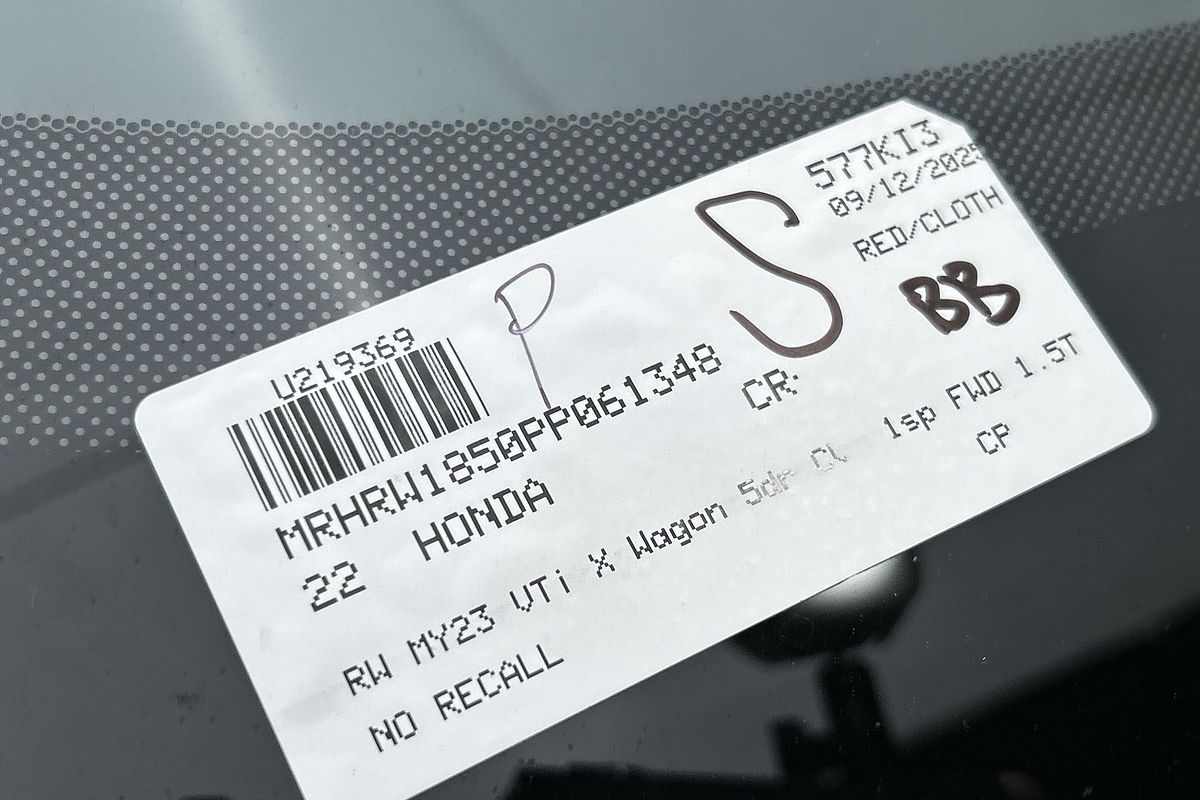 577KI3
09/12/2025
RED/CLOTH
P
S
BB
U219369
MRHRW1850PP061348
CR:
22 HONDA
RW MY23 VTi X Wagon 5dr CV 1sp FWD 1.5T
CP
NO RECALL